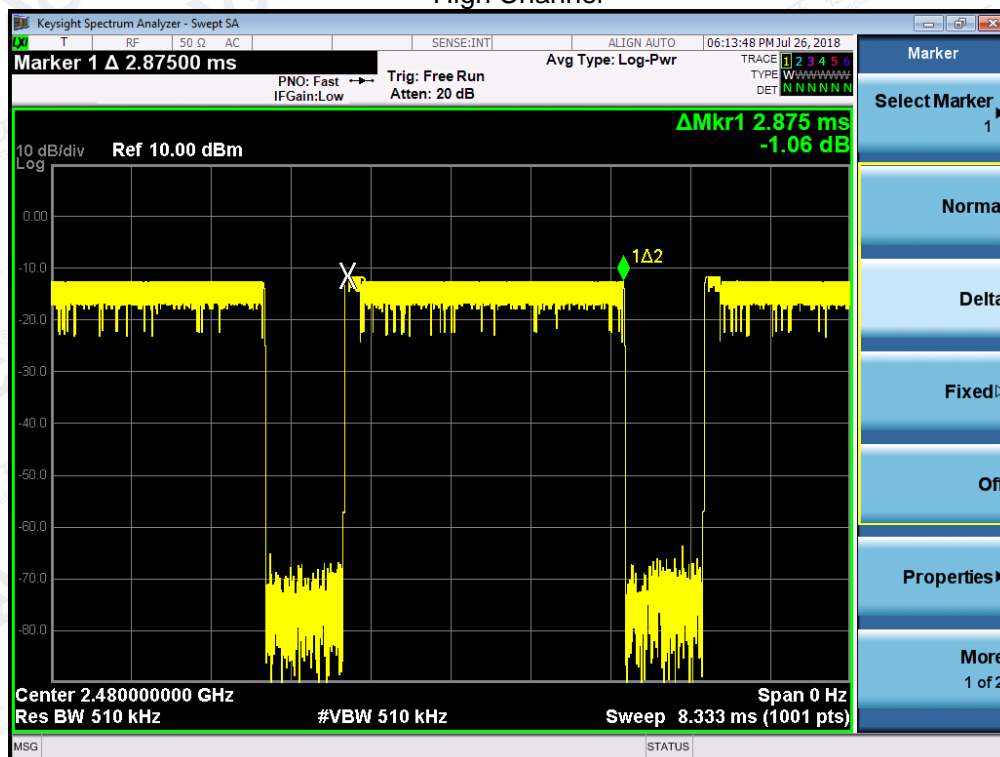 High Channel
Keysight Spectrum Analyzer - Swept SA
LXI T RF 50 Ω AC SENSE:INT ALIGN AUTO 06:13:48 PM Jul 26, 2018
Marker 1 Δ 2.87500 ms
PNO: Fast
IFGain:Low
Trig: Free Run
Atten: 20 dB
Avg Type: Log-Pwr
TRACE 1 2 3 4 5 6
TYPE WWWWWWW
DET N N N N N N
ΔMkr1 2.875 ms
-1.06 dB
10 dB/div Ref 10.00 dBm
Log
0.00
-10.0
-20.0
-30.0
-40.0
-50.0
-60.0
-70.0
-80.0
X
1Δ2
Center 2.480000000 GHz
Span 0 Hz
Res BW 510 kHz
#VBW 510 kHz
Sweep 8.333 ms (1001 pts)
MSG
STATUS
Marker
Select Marker
1
Norma
Delta
Fixed
Off
Properties
More
1 of 2